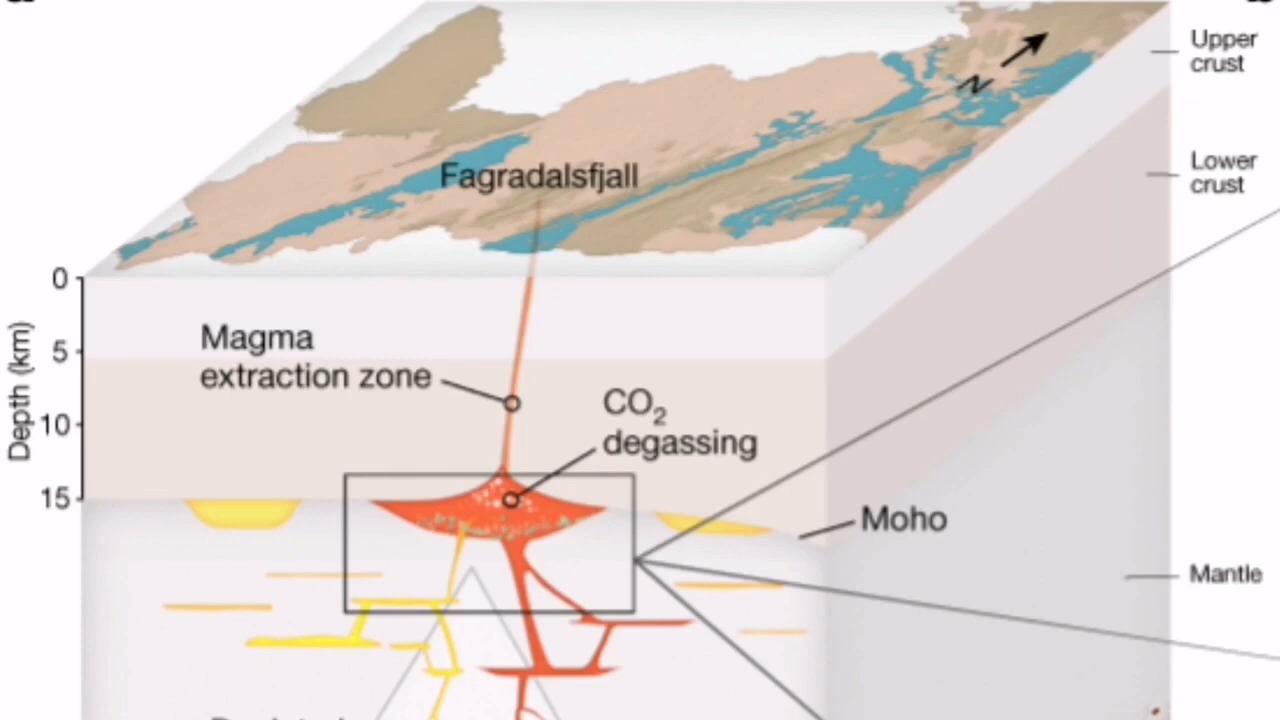 Upper
crust
N
Lower
crust
Fagradalsfjall
0
Magma
extraction zone
5
CO₂
degassing
10
Depth (km)
15
Moho
Mantle